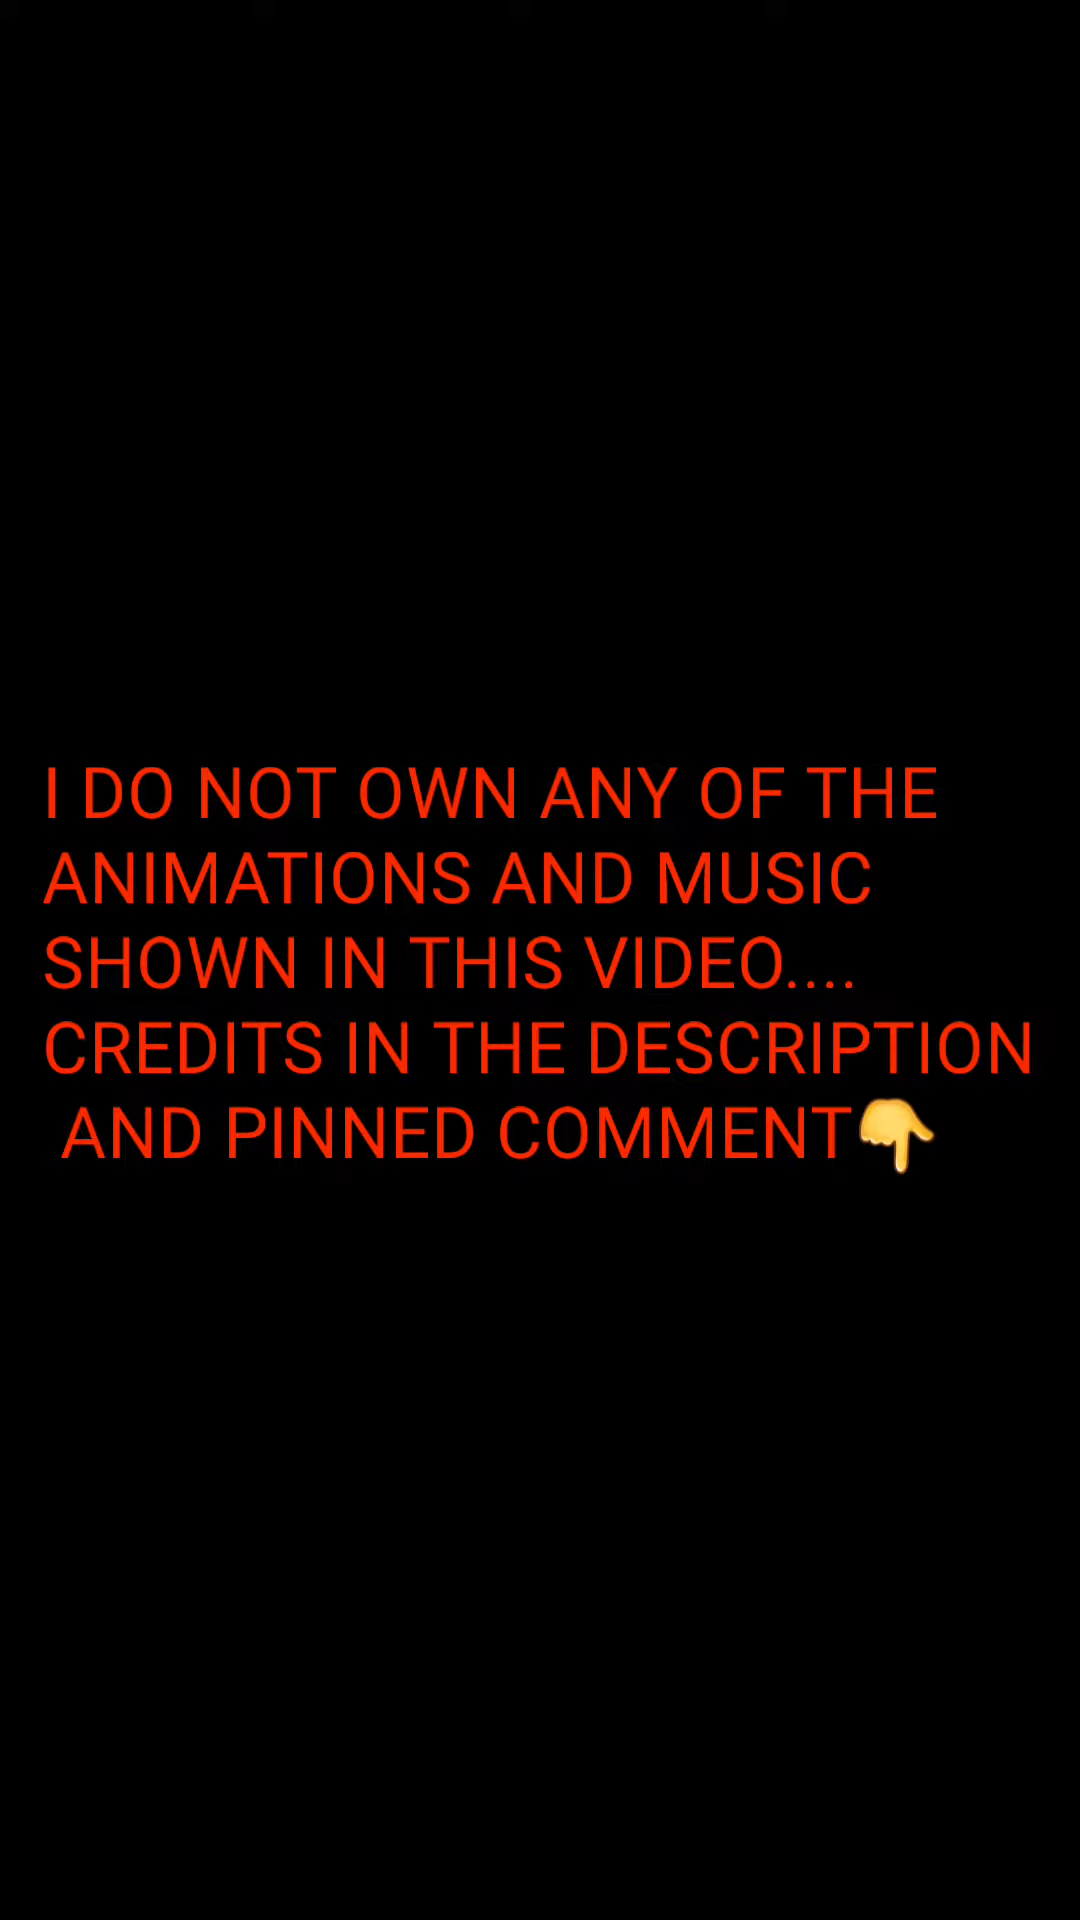 I DO NOT OWN ANY OF THE
ANIMATIONS AND MUSIC
SHOWN IN THIS VIDEO....
CREDITS IN THE DESCRIPTION
AND PINNED COMMENT👇